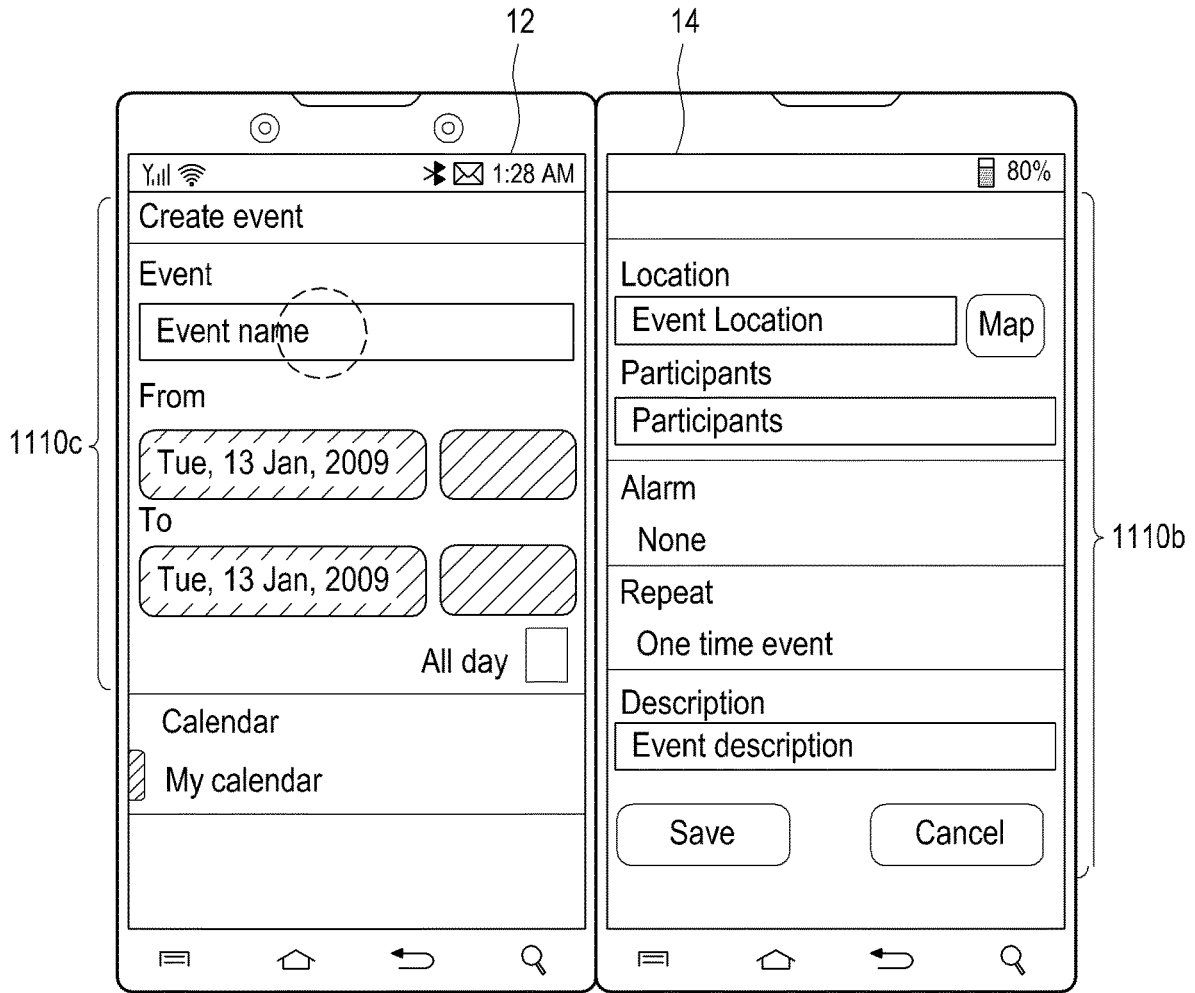 12
14
1:28 AM
80%
Create event
Event
Event name
From
Tue, 13 Jan, 2009
To
Tue, 13 Jan, 2009
All day
Calendar
My calendar
1110c
Location
Event Location
Map
Participants
Participants
Alarm
None
Repeat
One time event
Description
Event description
Save
Cancel
1110b